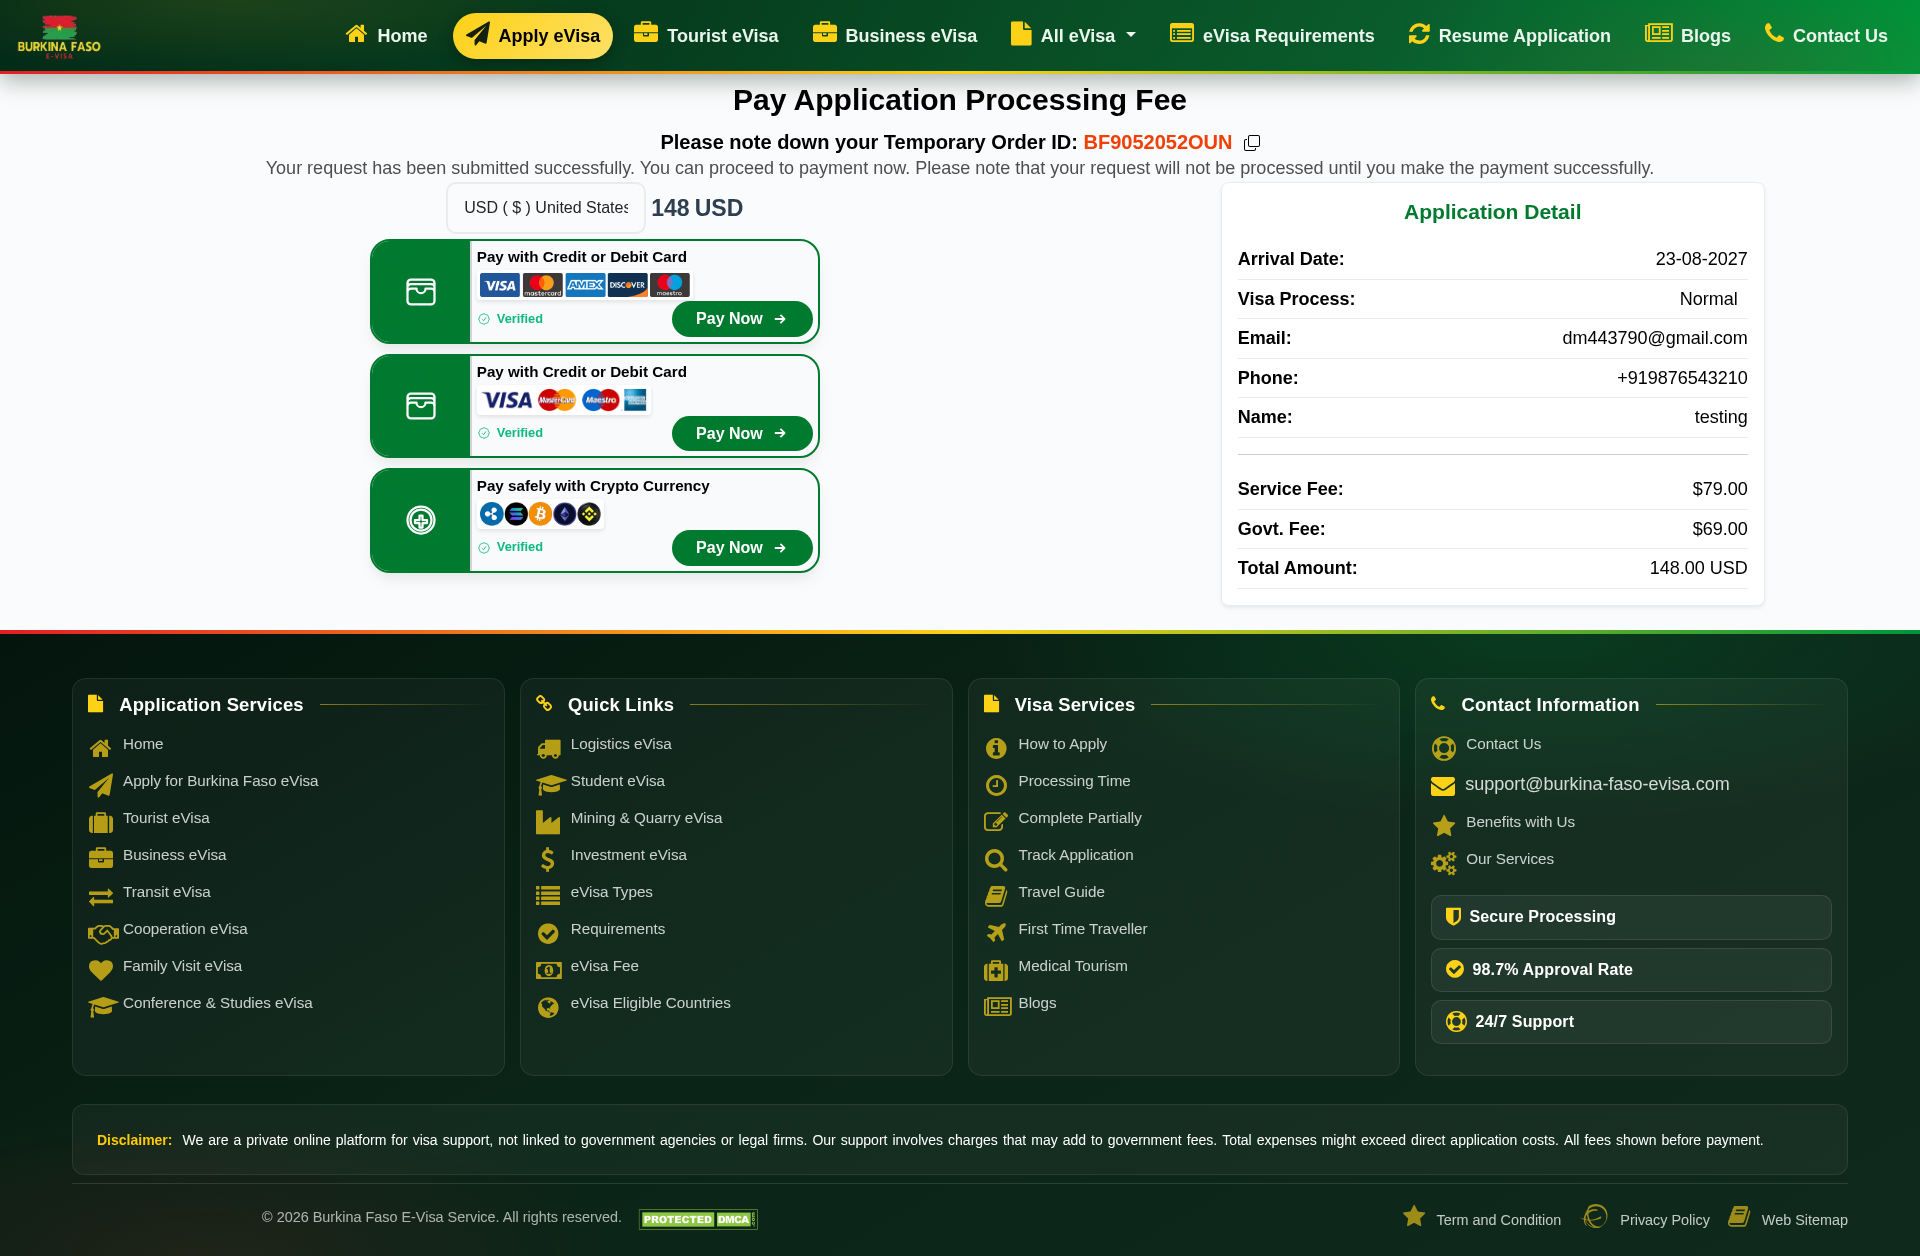 BURKINA FASO
E-VISA
Home
Apply eVisa
Tourist eVisa
Business eVisa
All eVisa
eVisa Requirements
Resume Application
Blogs
Contact Us
Pay Application Processing Fee
Please note down your Temporary Order ID: BF9052052OUN
Your request has been submitted successfully. You can proceed to payment now. Please note that your request will not be processed until you make the payment successfully.
USD ( $ ) United States
148 USD
Pay with Credit or Debit Card
VISA mastercard AMEX DISCOVER maestro
Verified
Pay Now
Pay with Credit or Debit Card
VISA MasterCard Maestro
Verified
Pay Now
Pay safely with Crypto Currency
Verified
Pay Now
Application Detail
Arrival Date: 23-08-2027
Visa Process: Normal
Email: dm443790@gmail.com
Phone: +919876543210
Name: testing
Service Fee: $79.00
Govt. Fee: $69.00
Total Amount: 148.00 USD
Application Services
Home
Apply for Burkina Faso eVisa
Tourist eVisa
Business eVisa
Transit eVisa
Cooperation eVisa
Family Visit eVisa
Conference & Studies eVisa
Quick Links
Logistics eVisa
Student eVisa
Mining & Quarry eVisa
Investment eVisa
eVisa Types
Requirements
eVisa Fee
eVisa Eligible Countries
Visa Services
How to Apply
Processing Time
Complete Partially
Track Application
Travel Guide
First Time Traveller
Medical Tourism
Blogs
Contact Information
Contact Us
support@burkina-faso-evisa.com
Benefits with Us
Our Services
Secure Processing
98.7% Approval Rate
24/7 Support
Disclaimer: We are a private online platform for visa support, not linked to government agencies or legal firms. Our support involves charges that may add to government fees. Total expenses might exceed direct application costs. All fees shown before payment.
© 2026 Burkina Faso E-Visa Service. All rights reserved.
PROTECTED DMCA
Term and Condition
Privacy Policy
Web Sitemap